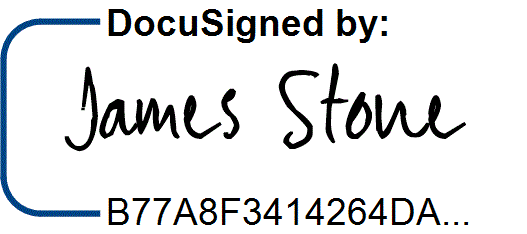 DocuSigned by:
James Stone
B77A8F3414264DA...